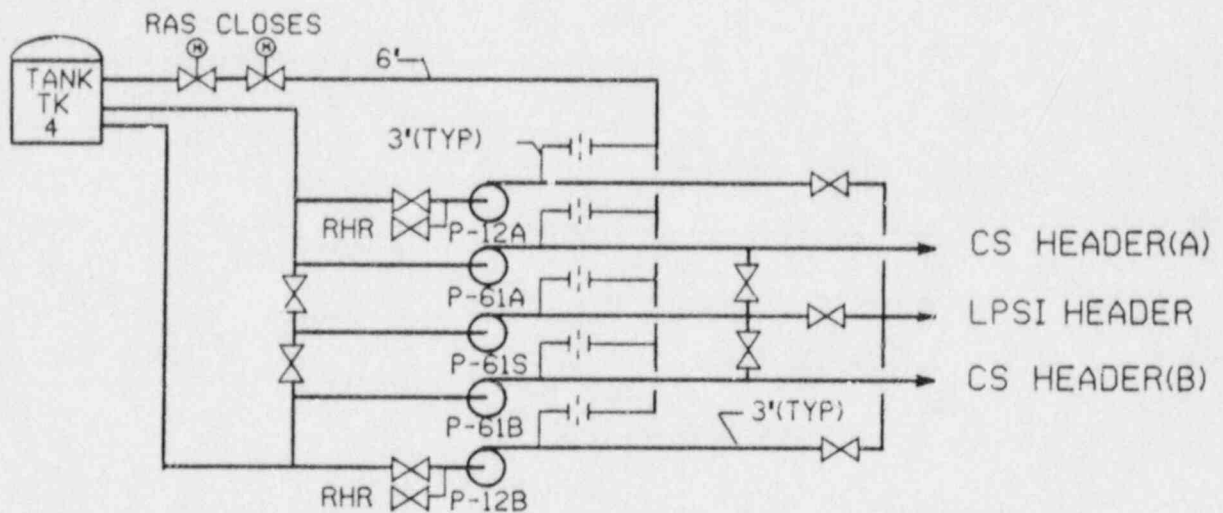 RAS CLOSES
M M
TANK
TK
4
6"
3"(TYP)
RHR
P-12A
CS HEADER(A)
P-61A
LPSI HEADER
P-61S
CS HEADER(B)
P-61B
3"(TYP)
RHR
P-12B